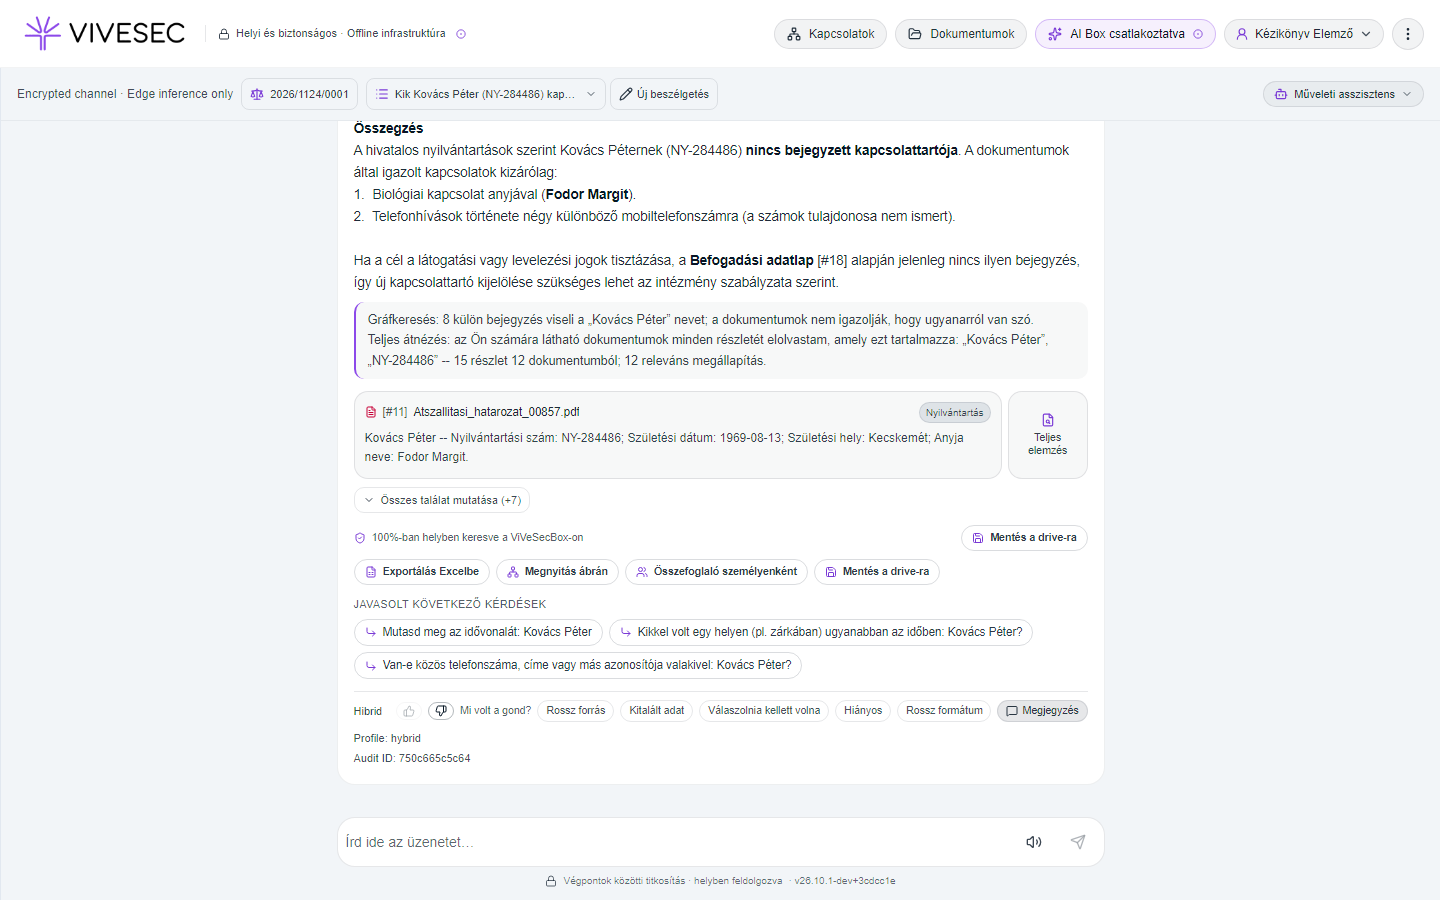 VIVESEC
Helyi és biztonságos · Offline infrastruktúra
Kapcsolatok
Dokumentumok
AI Box csatlakoztatva
Kézikönyv Elemző
Encrypted channel · Edge inference only
2026/1124/0001
Kik Kovács Péter (NY-284486) kap...
Új beszélgetés
Műveleti asszisztens
Összegzés
A hivatalos nyilvántartások szerint Kovács Péternek (NY-284486) nincs bejegyzett kapcsolattartója. A dokumentumok
által igazolt kapcsolatok kizárólag:
1. Biológiai kapcsolat anyjával (Fodor Margit).
2. Telefonhívások története négy különböző mobiltelefonszámra (a számok tulajdonosa nem ismert).
Ha a cél a látogatási vagy levelezési jogok tisztázása, a Befogadási adatlap [#18] alapján jelenleg nincs ilyen bejegyzés,
így új kapcsolattartó kijelölése szükséges lehet az intézmény szabályzata szerint.
Gráfkeresés: 8 külön bejegyzés viseli a „Kovács Péter” nevet; a dokumentumok nem igazolják, hogy ugyanarról van szó.
Teljes átnézés: az Ön számára látható dokumentumok minden részletét elolvastam, amely ezt tartalmazza: „Kovács Péter”,
„NY-284486” -- 15 részlet 12 dokumentumból; 12 releváns megállapítás.
[#11] Atszallitasi_hatarozat_00857.pdf
Nyilvántartás
Kovács Péter -- Nyilvántartási szám: NY-284486; Születési dátum: 1969-08-13; Születési hely: Kecskemét; Anyja
neve: Fodor Margit.
Teljes
elemzés
Összes találat mutatása (+7)
100%-ban helyben keresve a ViVeSecBox-on
Mentés a drive-ra
Exportálás Excelbe
Megnyitás ábrán
Összefoglaló személyenként
Mentés a drive-ra
JAVASOLT KÖVETKEZŐ KÉRDÉSEK
Mutasd meg az idővonalát: Kovács Péter
Kikkel volt egy helyen (pl. zárkában) ugyanabban az időben: Kovács Péter?
Van-e közös telefonszáma, címe vagy más azonosítója valakivel: Kovács Péter?
Hibrid
Mi volt a gond?
Rossz forrás
Kitalált adat
Válaszolnia kellett volna
Hiányos
Rossz formátum
Megjegyzés
Profile: hybrid
Audit ID: 750c665c5c64
Írd ide az üzenetet...
Végpontok közötti titkosítás · helyben feldolgozva · v26.10.1-dev+3cdcc1e